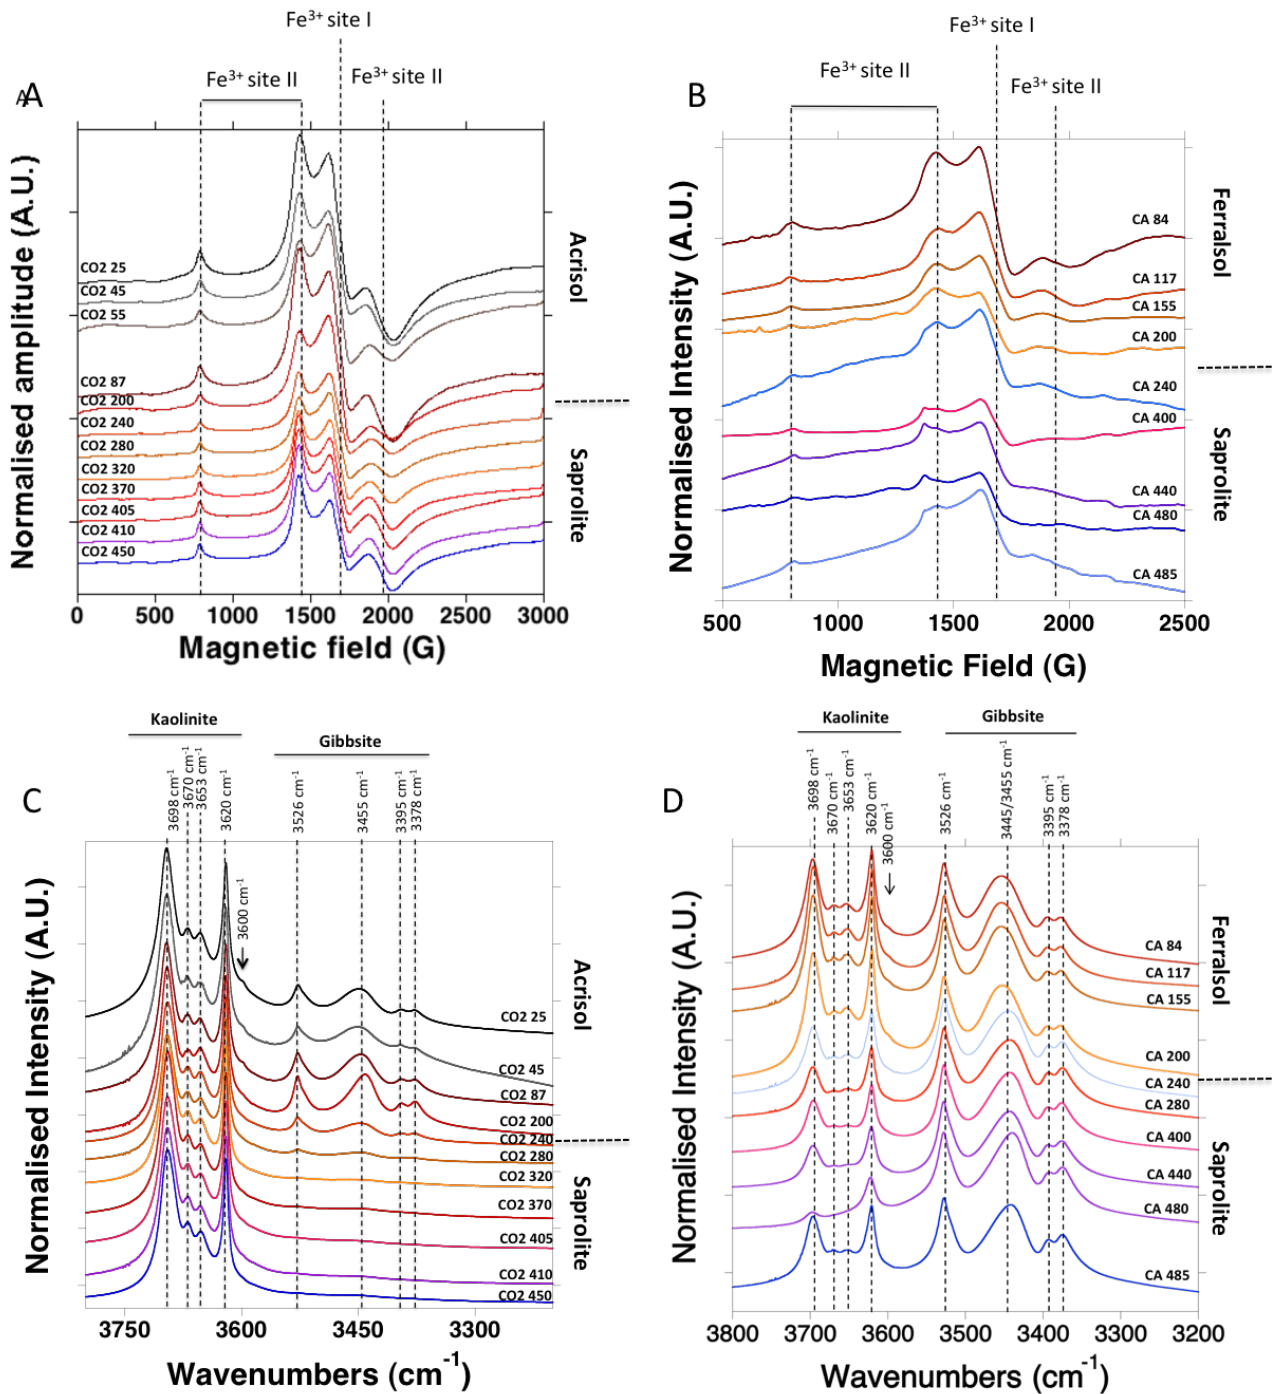 Fe³⁺ site I
Fe³⁺ site II
Fe³⁺ site II
A
A
Normalised amplitude (A.U.)
0
500
1000
1500
2000
2500
3000
Magnetic field (G)
CO2 25
CO2 45
CO2 55
CO2 87
CO2 200
CO2 240
CO2 280
CO2 320
CO2 370
CO2 405
CO2 410
CO2 450
Acrisol
Saprolite
Fe³⁺ site I
Fe³⁺ site II
Fe³⁺ site II
B
Normalised Intensity (A.U.)
CA 84
CA 117
CA 155
CA 200
CA 240
CA 400
CA 440
CA 480
CA 485
500
1000
1500
2000
2500
Magnetic Field (G)
Ferralsol
Saprolite
Kaolinite
Gibbsite
C
3698 cm⁻¹
3670 cm⁻¹
3653 cm⁻¹
3620 cm⁻¹
3600 cm⁻¹
3526 cm⁻¹
3455 cm⁻¹
3395 cm⁻¹
3378 cm⁻¹
Normalised Intensity (A.U.)
CO2 25
CO2 45
CO2 87
CO2 200
CO2 240
CO2 280
CO2 320
CO2 370
CO2 405
CO2 410
CO2 450
3750
3600
3450
3300
Wavenumbers (cm⁻¹)
Acrisol
Saprolite
Kaolinite
Gibbsite
D
3698 cm⁻¹
3670 cm⁻¹
3653 cm⁻¹
3620 cm⁻¹
3600 cm⁻¹
3526 cm⁻¹
3445/3455 cm⁻¹
3395 cm⁻¹
3378 cm⁻¹
Normalised Intensity (A.U.)
CA 84
CA 117
CA 155
CA 200
CA 240
CA 280
CA 400
CA 440
CA 480
CA 485
3800
3700
3600
3500
3400
3300
3200
Wavenumbers (cm⁻¹)
Ferralsol
Saprolite